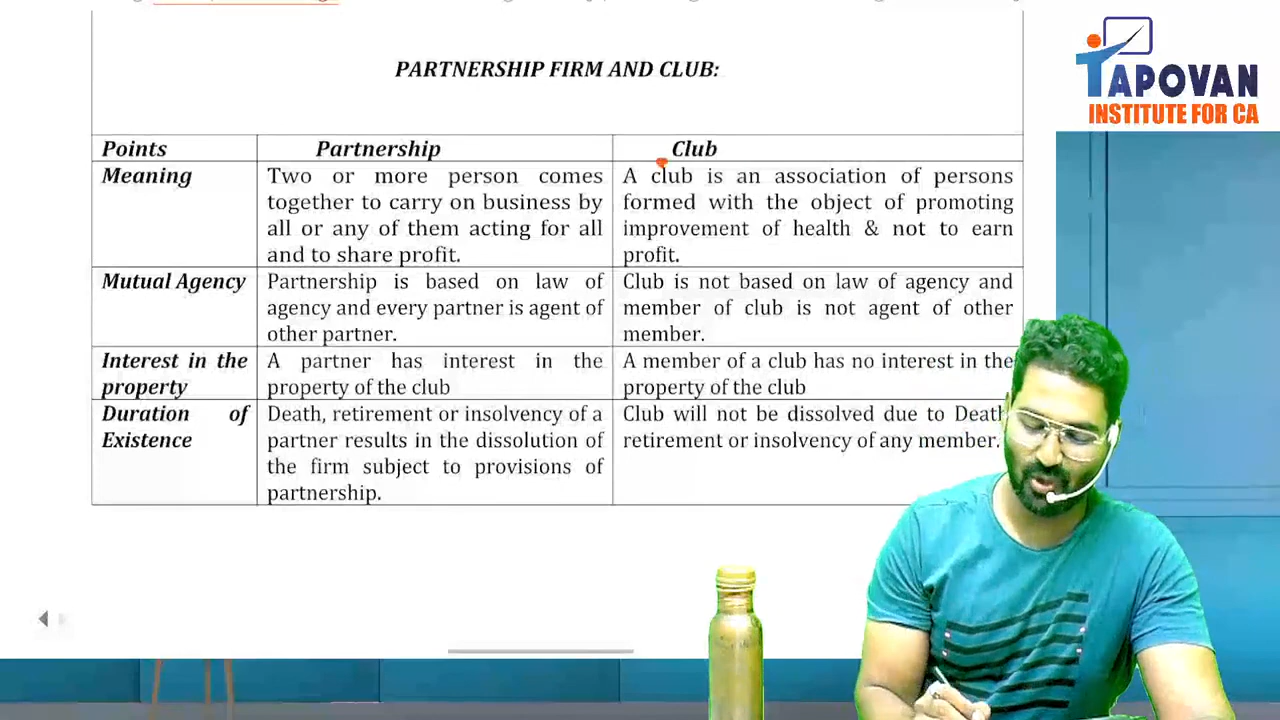 PARTNERSHIP FIRM AND CLUB:
TAPOVAN
INSTITUTE FOR CA
Points Partnership Club
Meaning
Two or more person comes
together to carry on business by
all or any of them acting for all
and to share profit.
A club is an association of persons
formed with the object of promoting
improvement of health & not to earn
profit.
Mutual Agency
Partnership is based on law of
agency and every partner is agent of
other partner.
Club is not based on law of agency and
member of club is not agent of other
member.
Interest in the
property
A partner has interest in the
property of the club
A member of a club has no interest in the
property of the club
Duration of
Existence
Death, retirement or insolvency of a
partner results in the dissolution of
the firm subject to provisions of
partnership.
Club will not be dissolved due to Death
retirement or insolvency of any member.